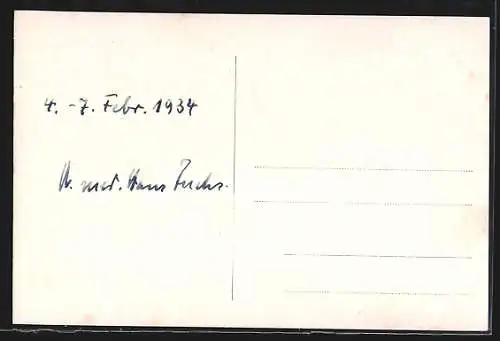 4. - 7. Febr. 1934
Dr. med. Hans Fuchs.